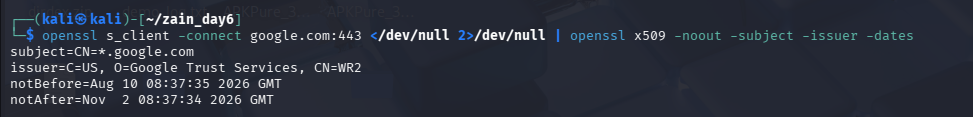 ┌──(kali㉿kali)-[~/zain_day6]
└─$ openssl s_client -connect google.com:443 </dev/null 2>/dev/null | openssl x509 -noout -subject -issuer -dates
subject=CN=*.google.com
issuer=C=US, O=Google Trust Services, CN=WR2
notBefore=Aug 10 08:37:35 2026 GMT
notAfter=Nov  2 08:37:34 2026 GMT